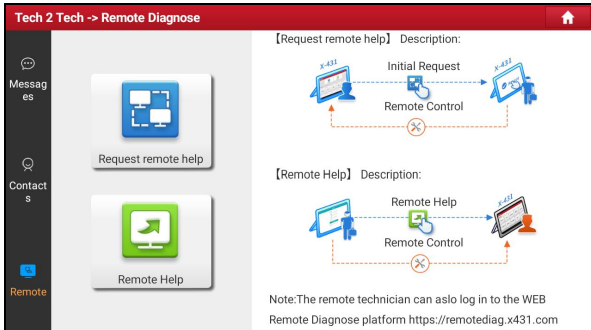 Tech 2 Tech -> Remote Diagnose
Messag
es
Contact
s
Remote
Request remote help
Remote Help
【Request remote help】 Description:
X-431
Initial Request
X-431
Remote Control
【Remote Help】 Description:
Remote Help
X-431
Remote Control
Note:The remote technician can aslo log in to the WEB
Remote Diagnose platform https://remotediag.x431.com